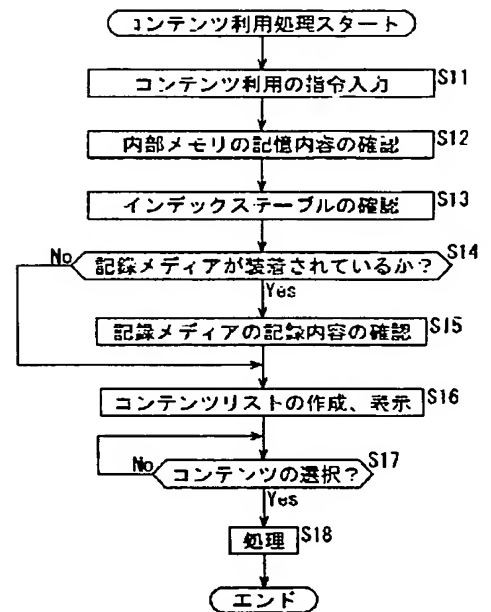 コンテンツ利用処理スタート
コンテンツ利用の指令入力 S11
内部メモリの記憶内容の確認 S12
インデックステーブルの確認 S13
No 記録メディアが装着されているか? S14
Yes
記録メディアの記録内容の確認 S15
コンテンツリストの作成、表示 S16
No コンテンツの選択? S17
Yes
処理 S18
エンド